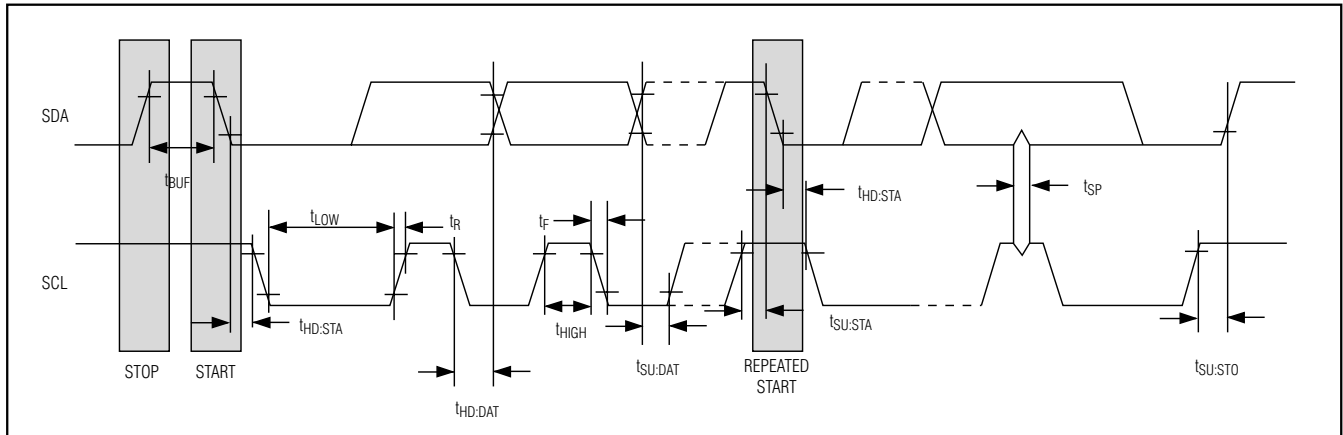 SDA
tBUF
tHD:STA
tSP
tLOW
tR
tF
SCL
tHD:STA
tHIGH
tSU:DAT
tSU:STA
tSU:STO
STOP
START
REPEATED
START
tHD:DAT